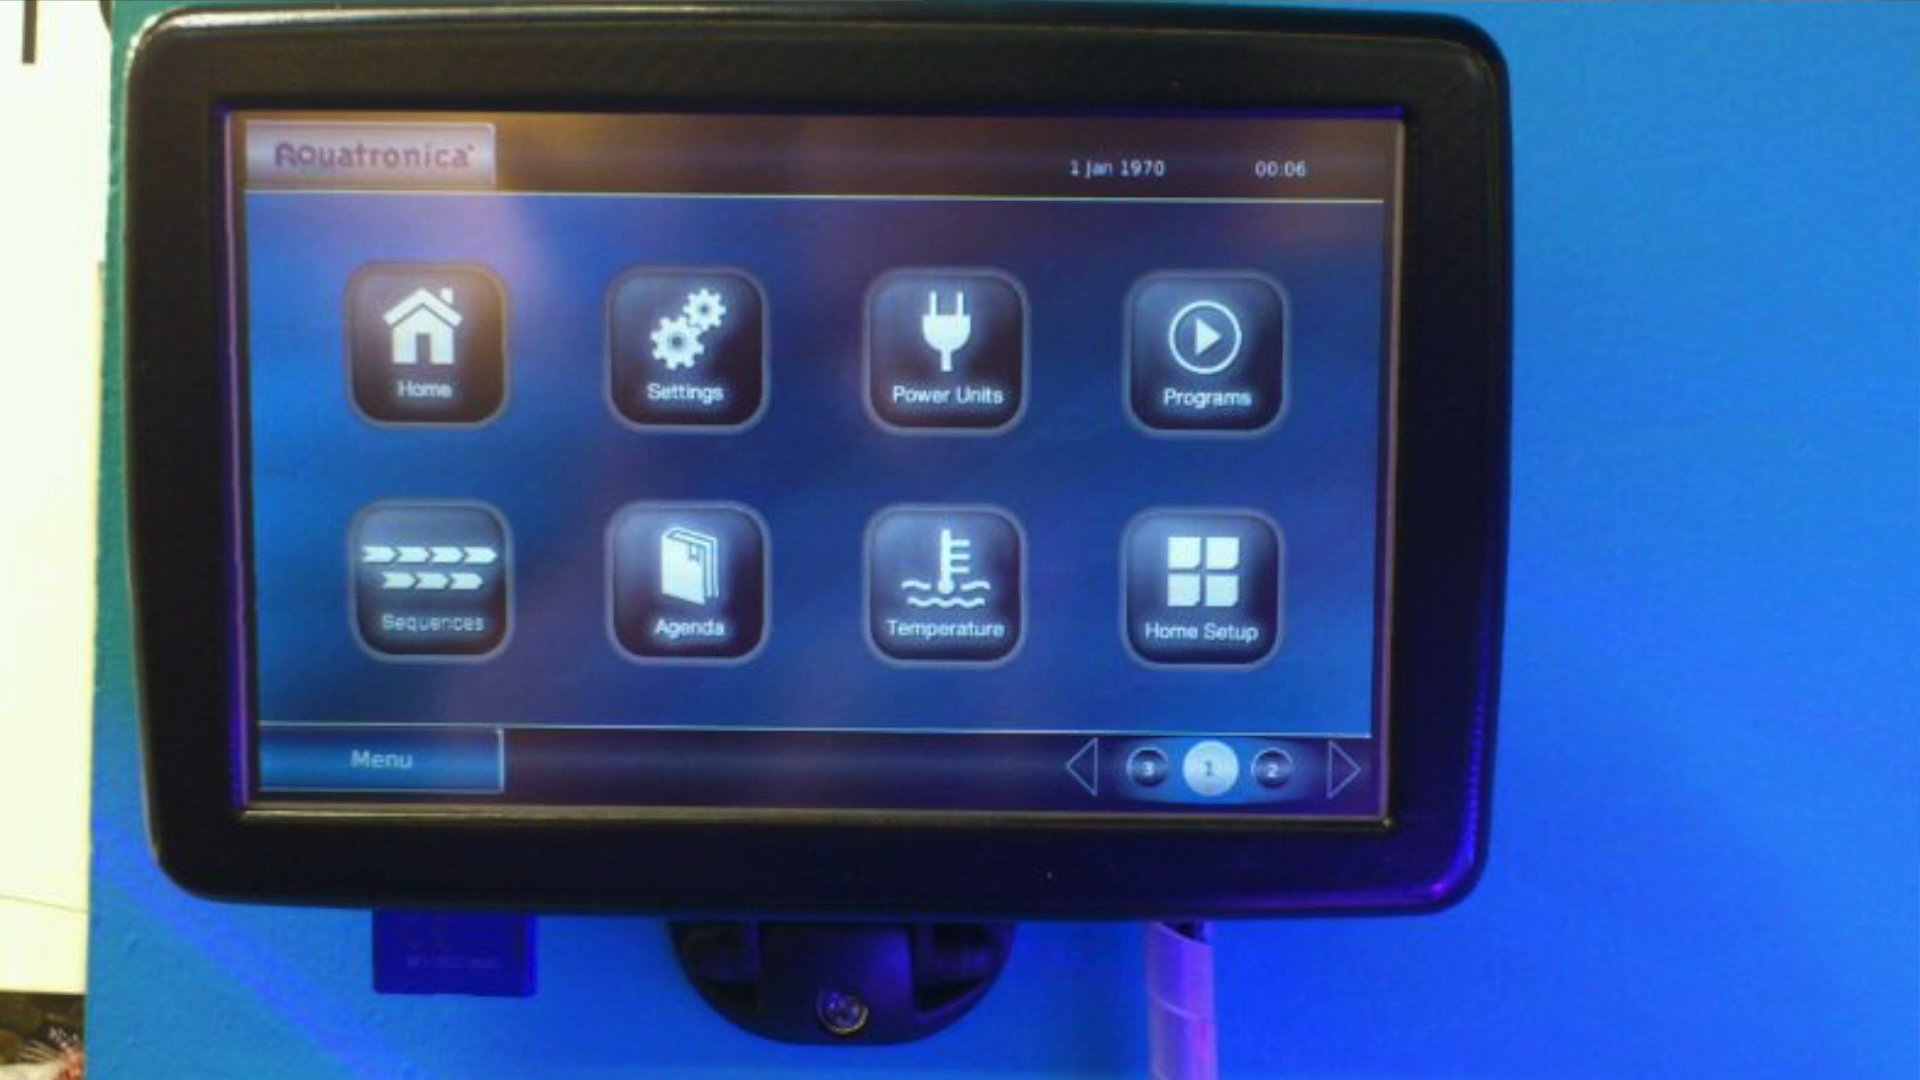 AQuatronica
1 Jan 1970 00:06
Home Settings Power Units Programs
Sequences Agenda Temperature Home Setup
Menu 3 1 2